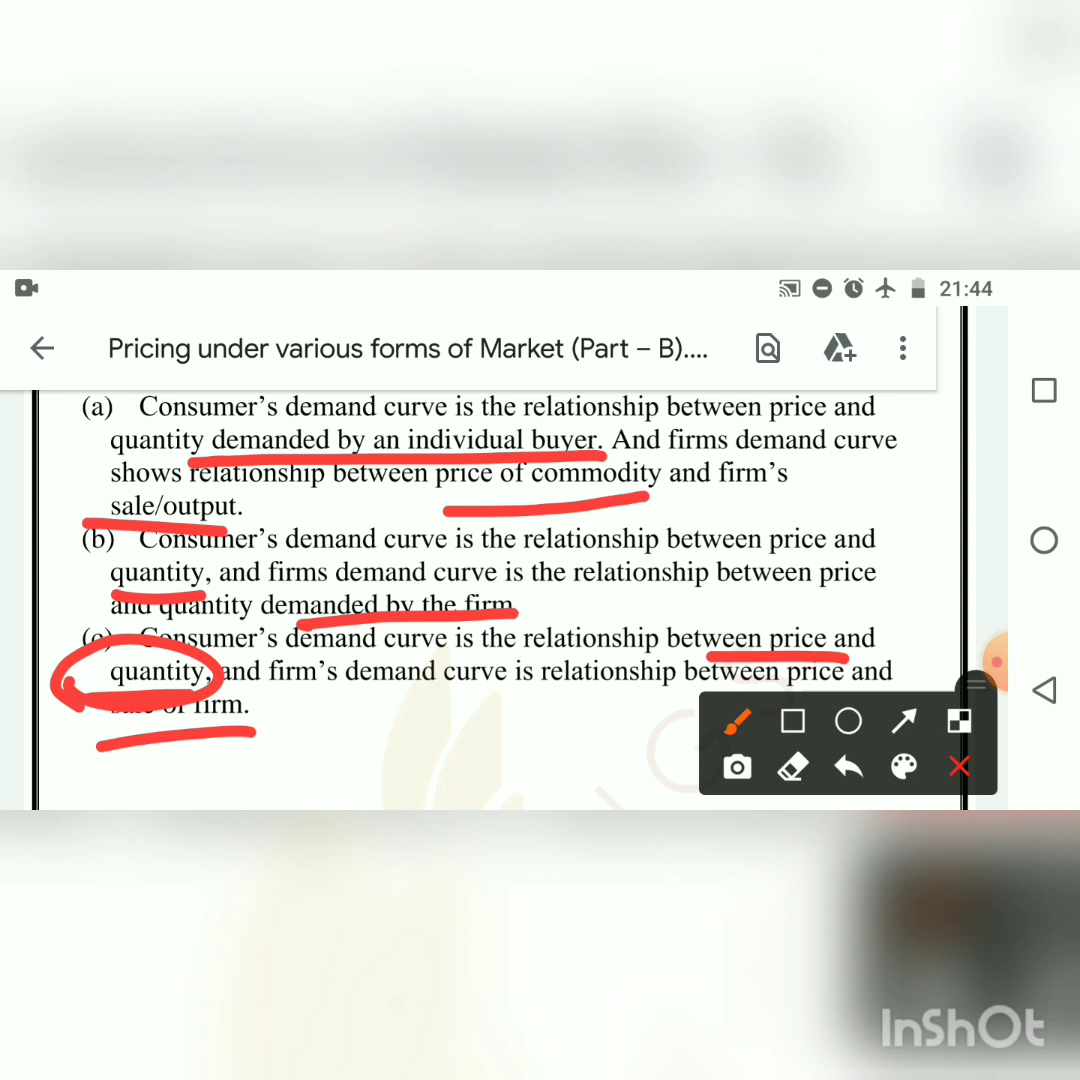 21:44
Pricing under various forms of Market (Part – B)....
(a) Consumer's demand curve is the relationship between price and
quantity demanded by an individual buyer. And firms demand curve
shows relationship between price of commodity and firm's
sale/output.
(b) Consumer's demand curve is the relationship between price and
quantity, and firms demand curve is the relationship between price
and quantity demanded by the firm
(c) Consumer's demand curve is the relationship between price and
quantity, and firm's demand curve is relationship between price and
sale of firm.
InShOt